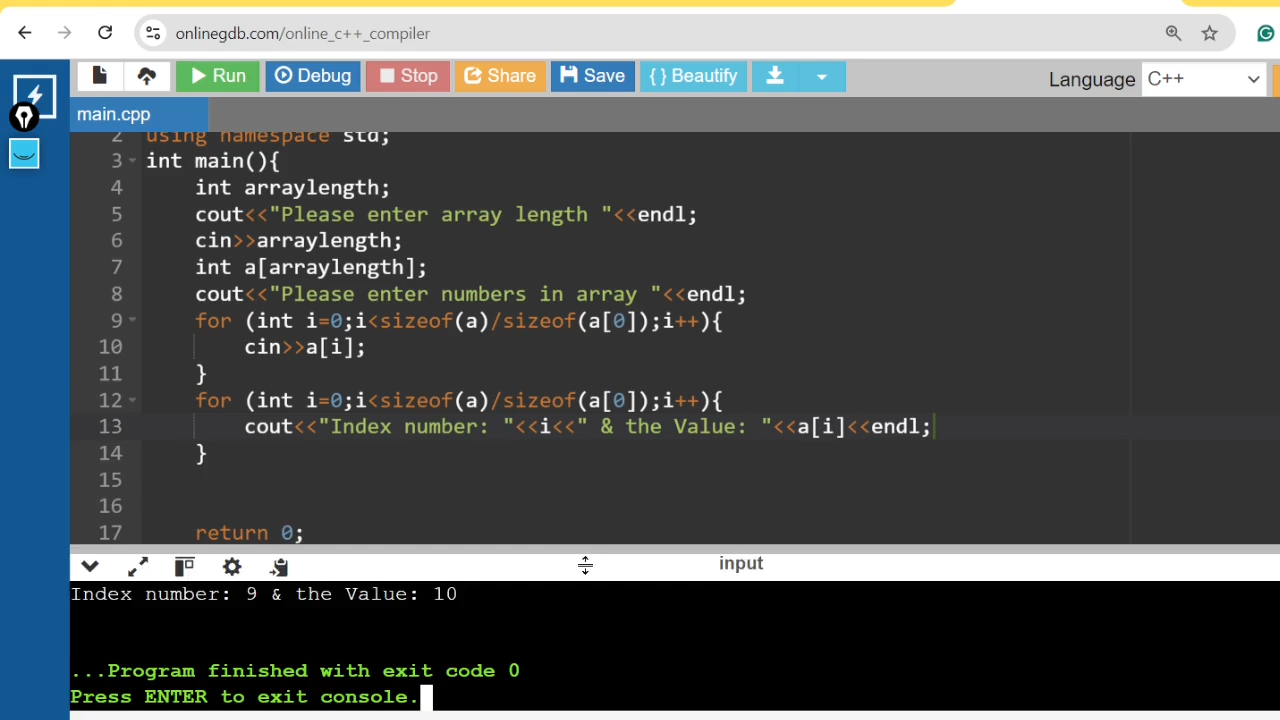 onlinegdb.com/online_c++_compiler
Run Debug Stop Share Save { } Beautify Language C++
main.cpp
2 using namespace std;
3 int main(){
4 int arraylength;
5 cout<<"Please enter array length "<<endl;
6 cin>>arraylength;
7 int a[arraylength];
8 cout<<"Please enter numbers in array "<<endl;
9 for (int i=0;i<sizeof(a)/sizeof(a[0]);i++){
10 cin>>a[i];
11 }
12 for (int i=0;i<sizeof(a)/sizeof(a[0]);i++){
13 cout<<"Index number: "<<i<<" & the Value: "<<a[i]<<endl;
14 }
15
16
17 return 0;
input
Index number: 9 & the Value: 10
...Program finished with exit code 0
Press ENTER to exit console.